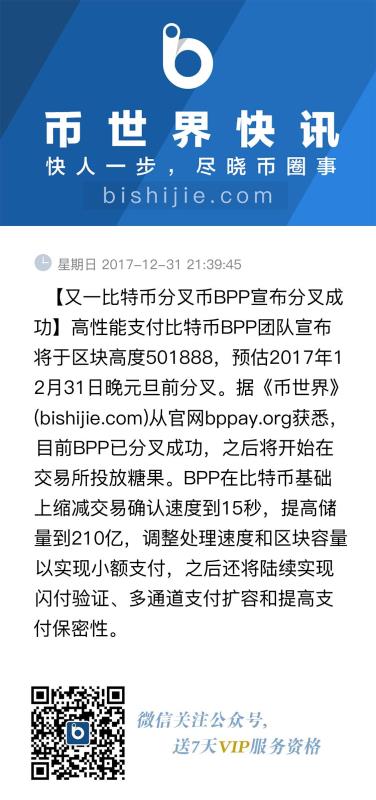 币世界快讯
快人一步，尽晓币圈事
bishijie.com
星期日 2017-12-31 21:39:45
【又一比特币分叉币BPP宣布分叉成
功】高性能支付比特币BPP团队宣布
将于区块高度501888，预估2017年1
2月31日晚元旦前分叉。据《币世界》
(bishijie.com)从官网bppay.org获悉，
目前BPP已分叉成功，之后将开始在
交易所投放糖果。BPP在比特币基础
上缩减交易确认速度到15秒，提高储
量到210亿，调整处理速度和区块容量
以实现小额支付，之后还将陆续实现
闪付验证、多通道支付扩容和提高支
付保密性。
微信关注公众号,
送7天VIP服务资格